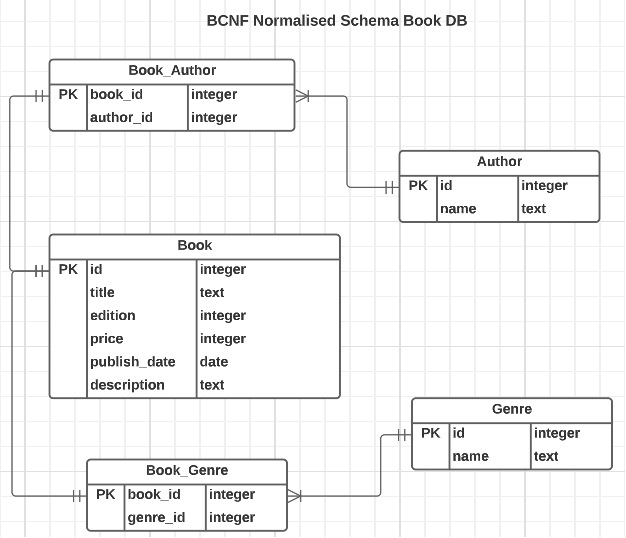 BCNF Normalised Schema Book DB
Book_Author
PK book_id integer
author_id integer
Author
PK id integer
name text
Book
PK id integer
title text
edition integer
price integer
publish_date date
description text
Genre
PK id integer
name text
Book_Genre
PK book_id integer
genre_id integer